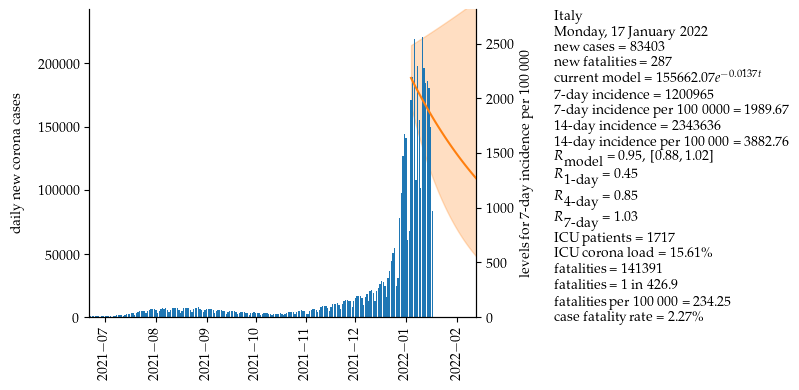 daily new corona cases
200000
150000
100000
50000
0
2021−07
2021−08
2021−09
2021−10
2021−11
2021−12
2022−01
2022−02
2500
2000
1500
1000
500
0
levels for 7-day incidence per 100 000
Italy
Monday, 17 January 2022
new cases = 83403
new fatalities = 287
current model = 155662.07e^{−0.0137t}
7-day incidence = 1200965
7-day incidence per 100 0000 = 1989.67
14-day incidence = 2343636
14-day incidence per 100 000 = 3882.76
R_model = 0.95, [0.88, 1.02]
R_1-day = 0.45
R_4-day = 0.85
R_7-day = 1.03
ICU patients = 1717
ICU corona load = 15.61%
fatalities = 141391
fatalities = 1 in 426.9
fatalities per 100 000 = 234.25
case fatality rate = 2.27%